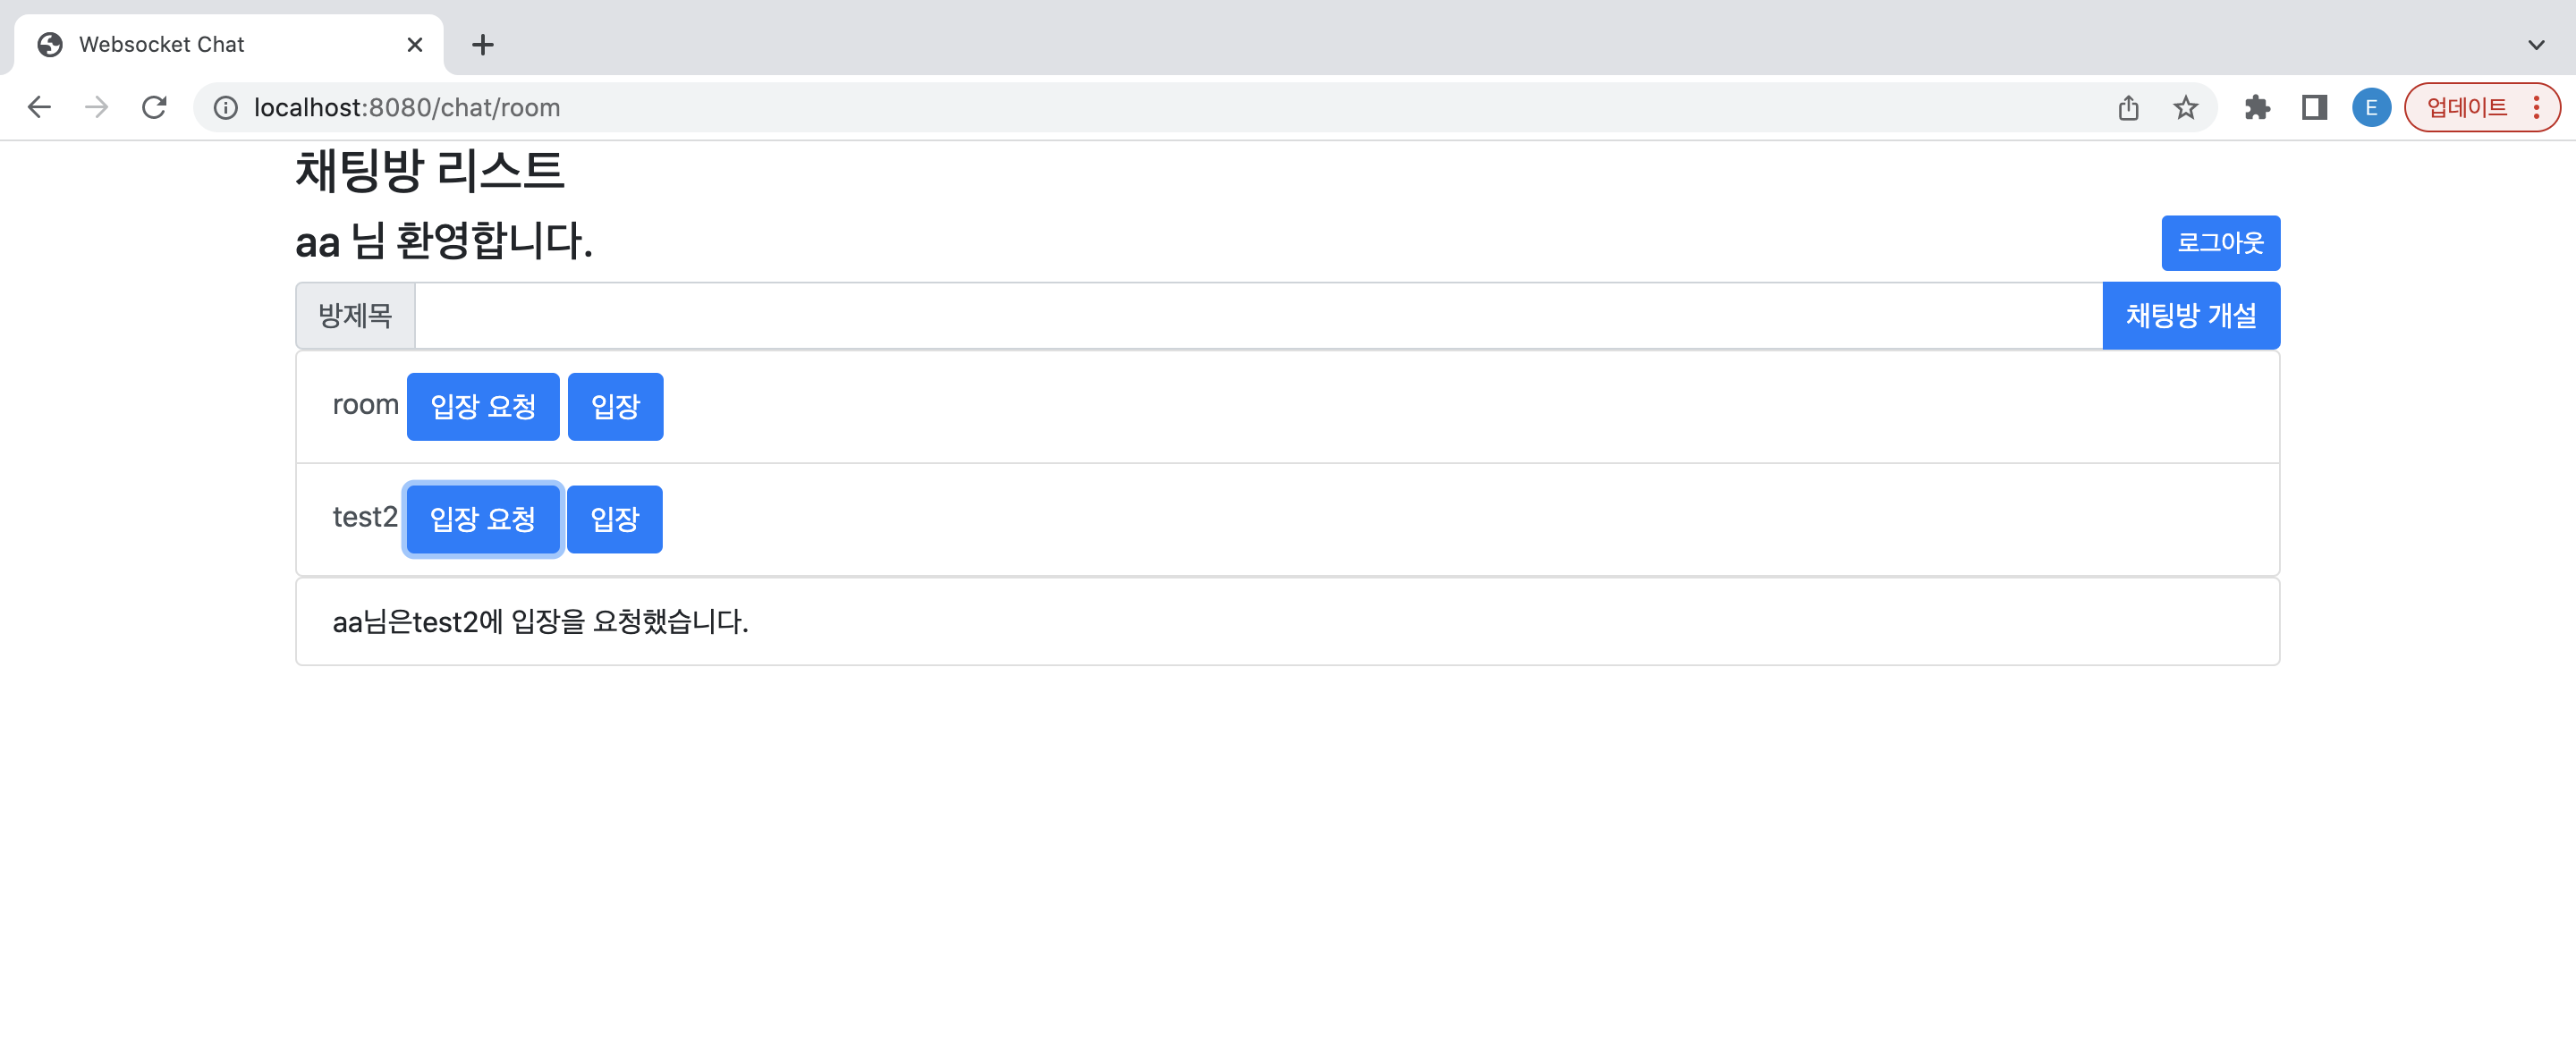 Websocket Chat
localhost:8080/chat/room
E
업데이트
채팅방 리스트
aa 님 환영합니다.
로그아웃
방제목
채팅방 개설
room 입장 요청 입장
test2 입장 요청 입장
aa님은test2에 입장을 요청했습니다.